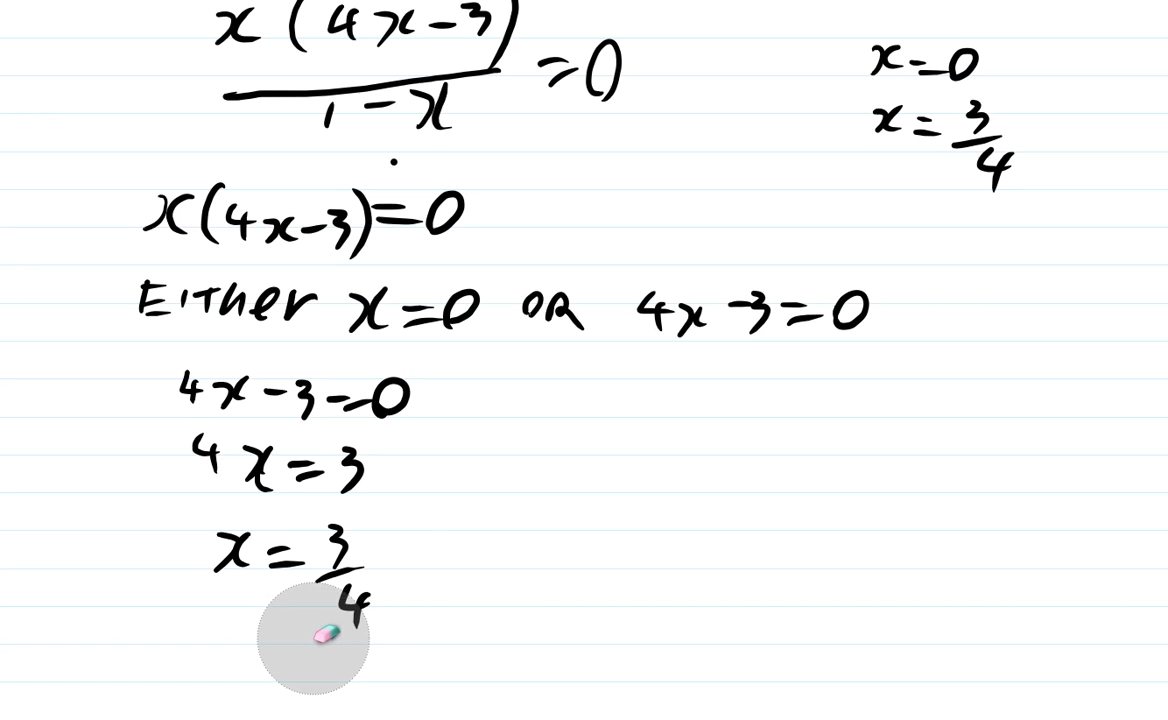 x (4x-3)
/ 1-x = 0
x(4x-3)=0
Either x=0 OR 4x-3=0
4x-3=0
4x=3
x=3/4
x=0
x=3/4